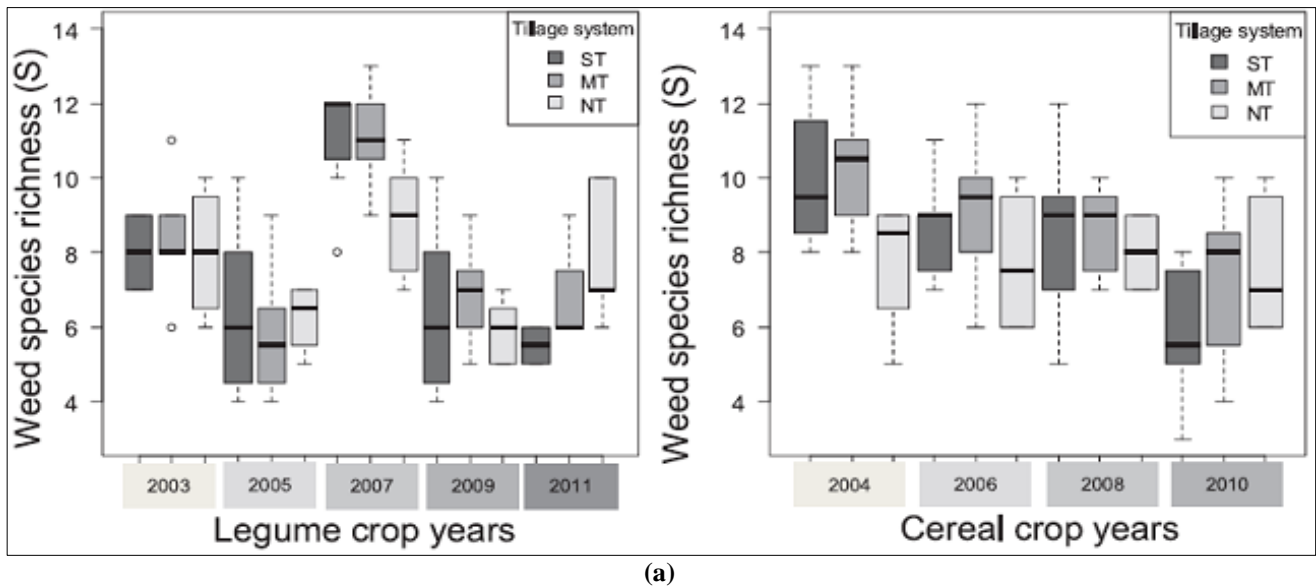 Weed species richness (S)
14
12
10
8
6
4
Tillage system
ST
MT
NT
2003 2005 2007 2009 2011
Legume crop years
Weed species richness (S)
14
12
10
8
6
4
Tillage system
ST
MT
NT
2004 2006 2008 2010
Cereal crop years
(a)